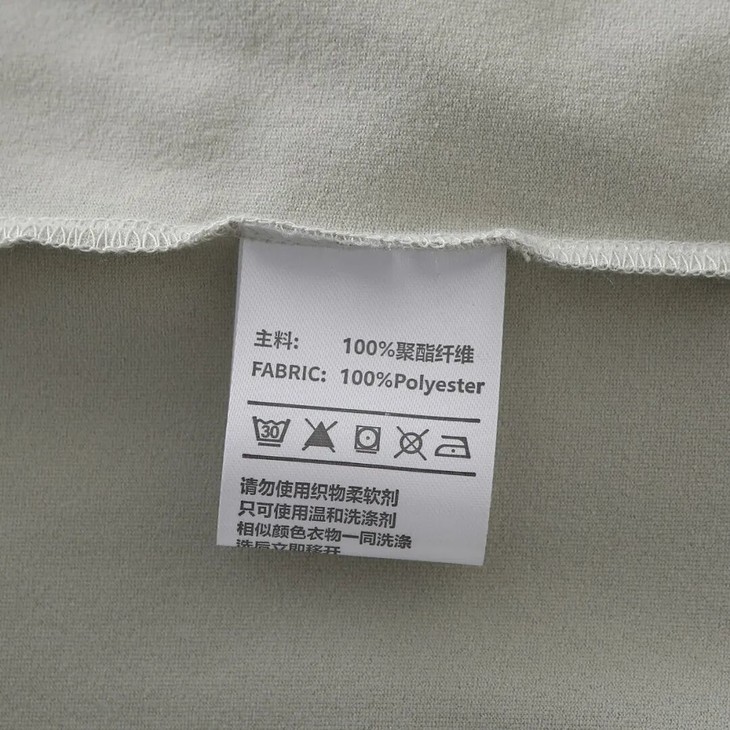 主料: 100%聚酯纤维
FABRIC: 100%Polyester
30
请勿使用织物柔软剂
只可使用温和洗涤剂
相似颜色衣物一同洗涤